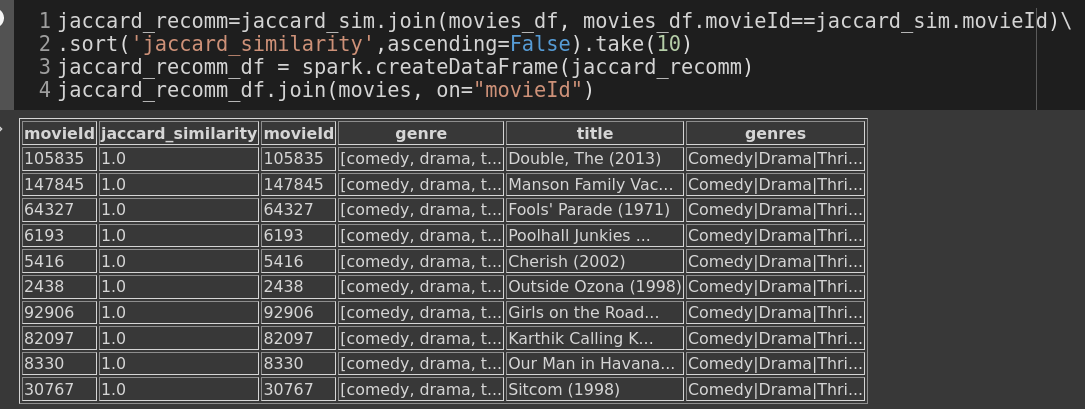 1 jaccard_recomm=jaccard_sim.join(movies_df, movies_df.movieId==jaccard_sim.movieId)\
2 .sort('jaccard_similarity',ascending=False).take(10)
3 jaccard_recomm_df = spark.createDataFrame(jaccard_recomm)
4 jaccard_recomm_df.join(movies, on="movieId")
movieId jaccard_similarity movieId genre title genres
105835 1.0 105835 [comedy, drama, t... Double, The (2013) Comedy|Drama|Thri...
147845 1.0 147845 [comedy, drama, t... Manson Family Vac... Comedy|Drama|Thri...
64327 1.0 64327 [comedy, drama, t... Fools' Parade (1971) Comedy|Drama|Thri...
6193 1.0 6193 [comedy, drama, t... Poolhall Junkies ... Comedy|Drama|Thri...
5416 1.0 5416 [comedy, drama, t... Cherish (2002) Comedy|Drama|Thri...
2438 1.0 2438 [comedy, drama, t... Outside Ozona (1998) Comedy|Drama|Thri...
92906 1.0 92906 [comedy, drama, t... Girls on the Road... Comedy|Drama|Thri...
82097 1.0 82097 [comedy, drama, t... Karthik Calling K... Comedy|Drama|Thri...
8330 1.0 8330 [comedy, drama, t... Our Man in Havana... Comedy|Drama|Thri...
30767 1.0 30767 [comedy, drama, t... Sitcom (1998) Comedy|Drama|Thri...